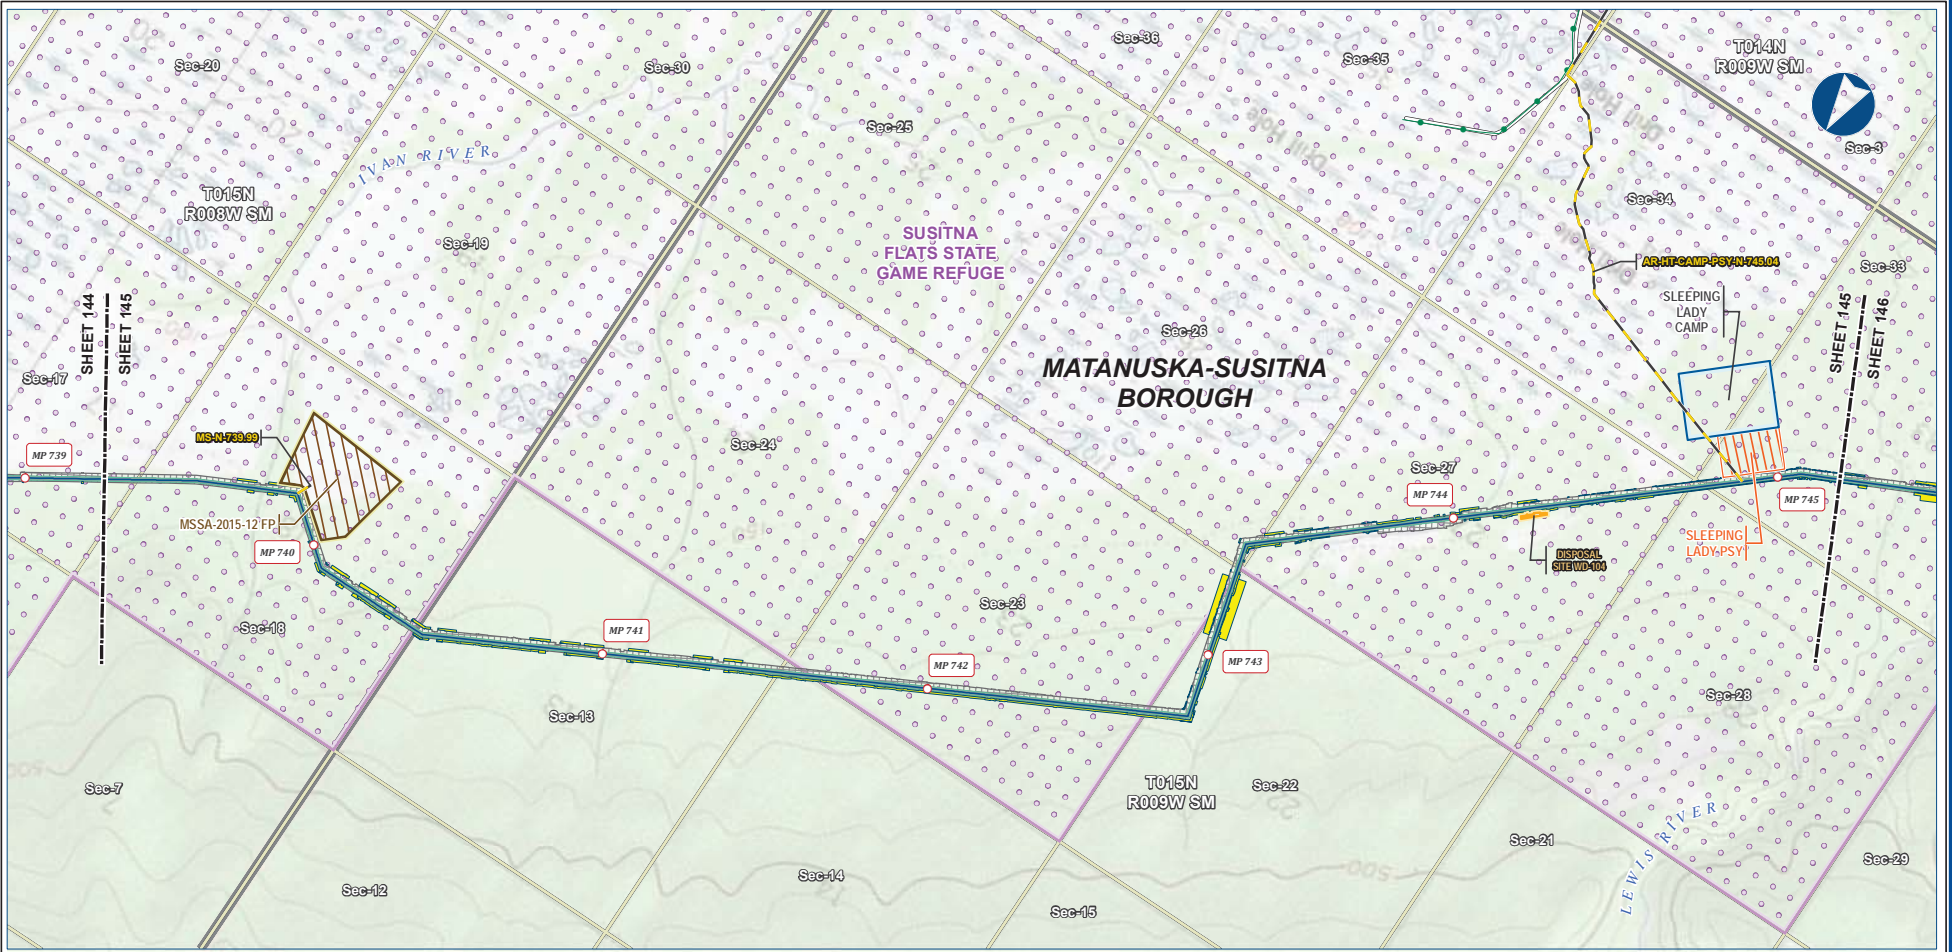 Sec-36
T014N
R009W SM
Sec-20
Sec-30
Sec-35
Sec-25
Sec-3
IVAN RIVER
Drill Hole
Drill Hole
T015N
R008W SM
Sec-34
Sec-19
SUSITNA
FLATS STATE
GAME REFUGE
AR-HT-CAMP-PSY-N-745.04
Sec-33
SLEEPING
LADY
CAMP
SHEET 144
SHEET 145
SHEET 145
SHEET 146
Sec-26
MATANUSKA-SUSITNA
BOROUGH
Sec-17
MS-N-739.99
Sec-24
MP 739
Sec-27
MP 744
MP 745
MSSA-2015-12 FP
MP 740
SLEEPING
LADY PSY
DISPOSAL
SITE WD-104
Sec-23
Sec-18
MP 741
MP 742
MP 743
Sec-28
Sec-13
T015N
R009W SM
Sec-22
Sec-7
LEWIS RIVER
Sec-21
Sec-29
Sec-14
Sec-12
500
Sec-15